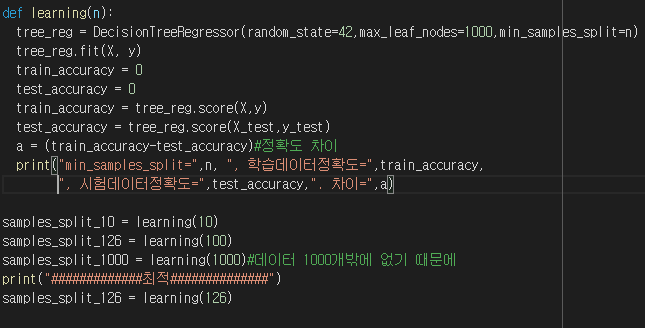 def learning(n):
tree_reg = DecisionTreeRegressor(random_state=42,max_leaf_nodes=1000,min_samples_split=n)
tree_reg.fit(X, y)
train_accuracy = 0
test_accuracy = 0
train_accuracy = tree_reg.score(X,y)
test_accuracy = tree_reg.score(X_test,y_test)
a = (train_accuracy-test_accuracy)#정확도 차이
print("min_samples_split=",n, ", 학습데이터정확도=",train_accuracy,
", 시험데이터정확도=",test_accuracy,". 차이=",a)
samples_split_10 = learning(10)
samples_split_126 = learning(100)
samples_split_1000 = learning(1000)#데이터 1000개밖에 없기 때문에
print("#############최적##############")
samples_split_126 = learning(126)